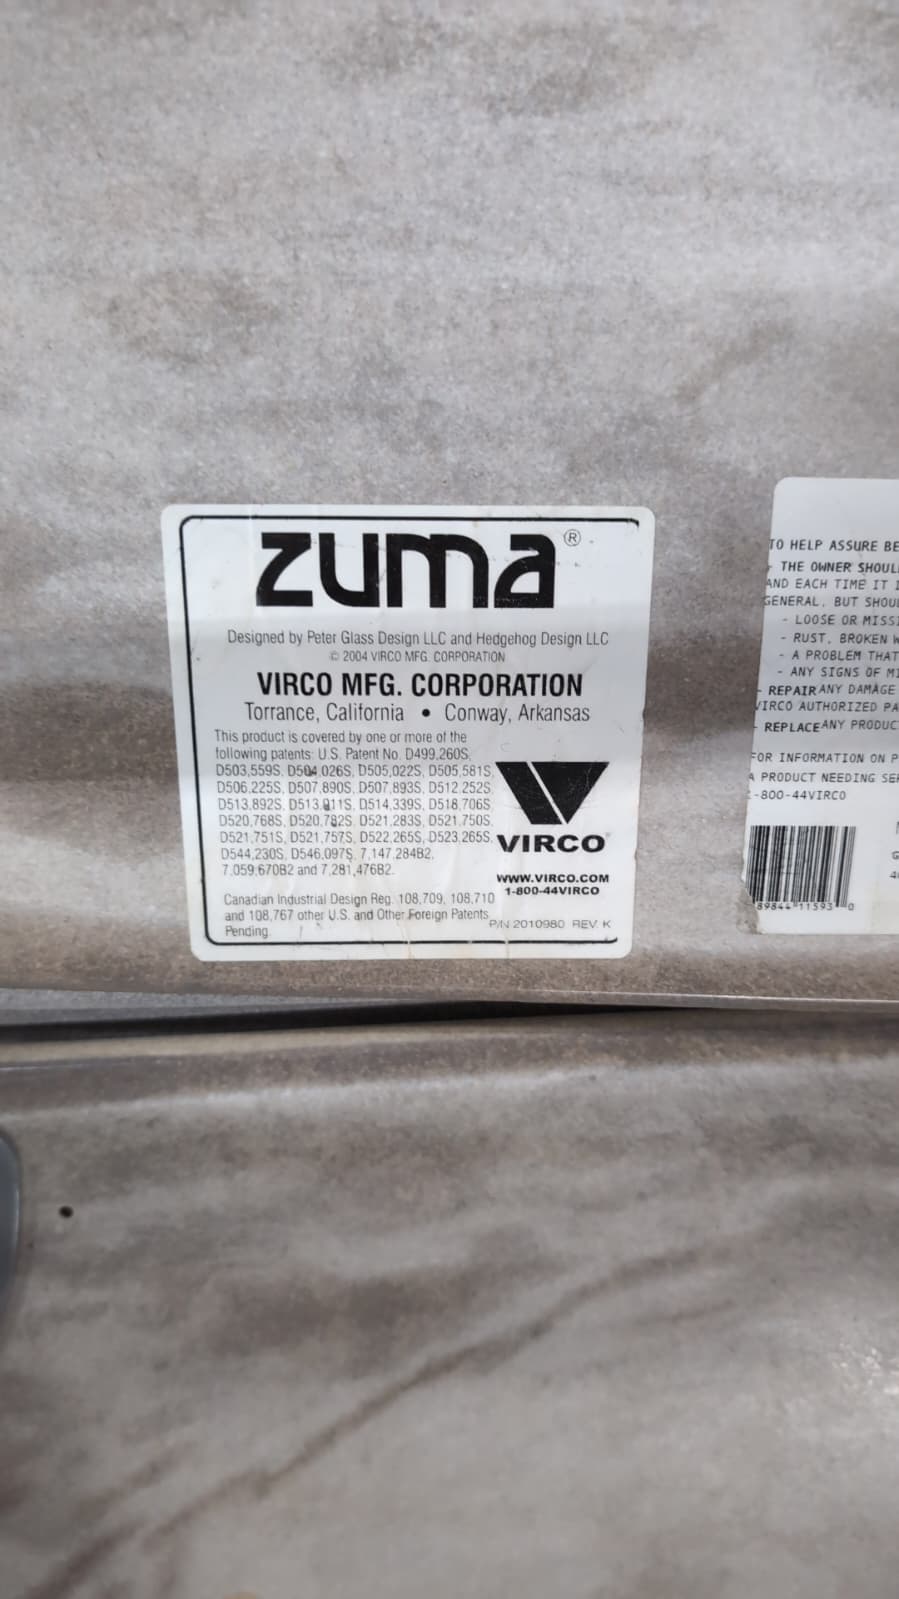 ZUMA®
Designed by Peter Glass Design LLC and Hedgehog Design LLC
© 2004 VIRCO MFG. CORPORATION
VIRCO MFG. CORPORATION
Torrance, California • Conway, Arkansas
This product is covered by one or more of the
following patents: U.S. Patent No. D499,260S,
D503,559S, D504,026S, D505,022S, D505,581S,
D506,225S, D507,890S, D507,893S, D512,252S,
D513,892S, D513,911S, D514,339S, D518,706S
D520,768S, D520,782S, D521,283S, D521,750S,
D521,751S, D521,757S, D522,265S, D523,265S,
D544,230S, D546,097S, 7,147,284B2,
7,059,670B2 and 7,281,476B2.
Canadian Industrial Design Reg. 108,709, 108,710
and 108,767 other U.S. and Other Foreign Patents
Pending.
VIRCO
WWW.VIRCO.COM
1-800-44VIRCO
P/N 2010980 REV. K
TO HELP ASSURE BE
THE OWNER SHOUL
AND EACH TIME IT
GENERAL, BUT SHOU
- LOOSE OR MISS
- RUST, BROKEN
- A PROBLEM THAT
- ANY SIGNS OF
- REPAIR ANY DAMAGE
VIRCO AUTHORIZED PA
- REPLACE ANY PRODUC
FOR INFORMATION ON P
A PRODUCT NEEDING SE
-800-44VIRCO
89844 11593 0